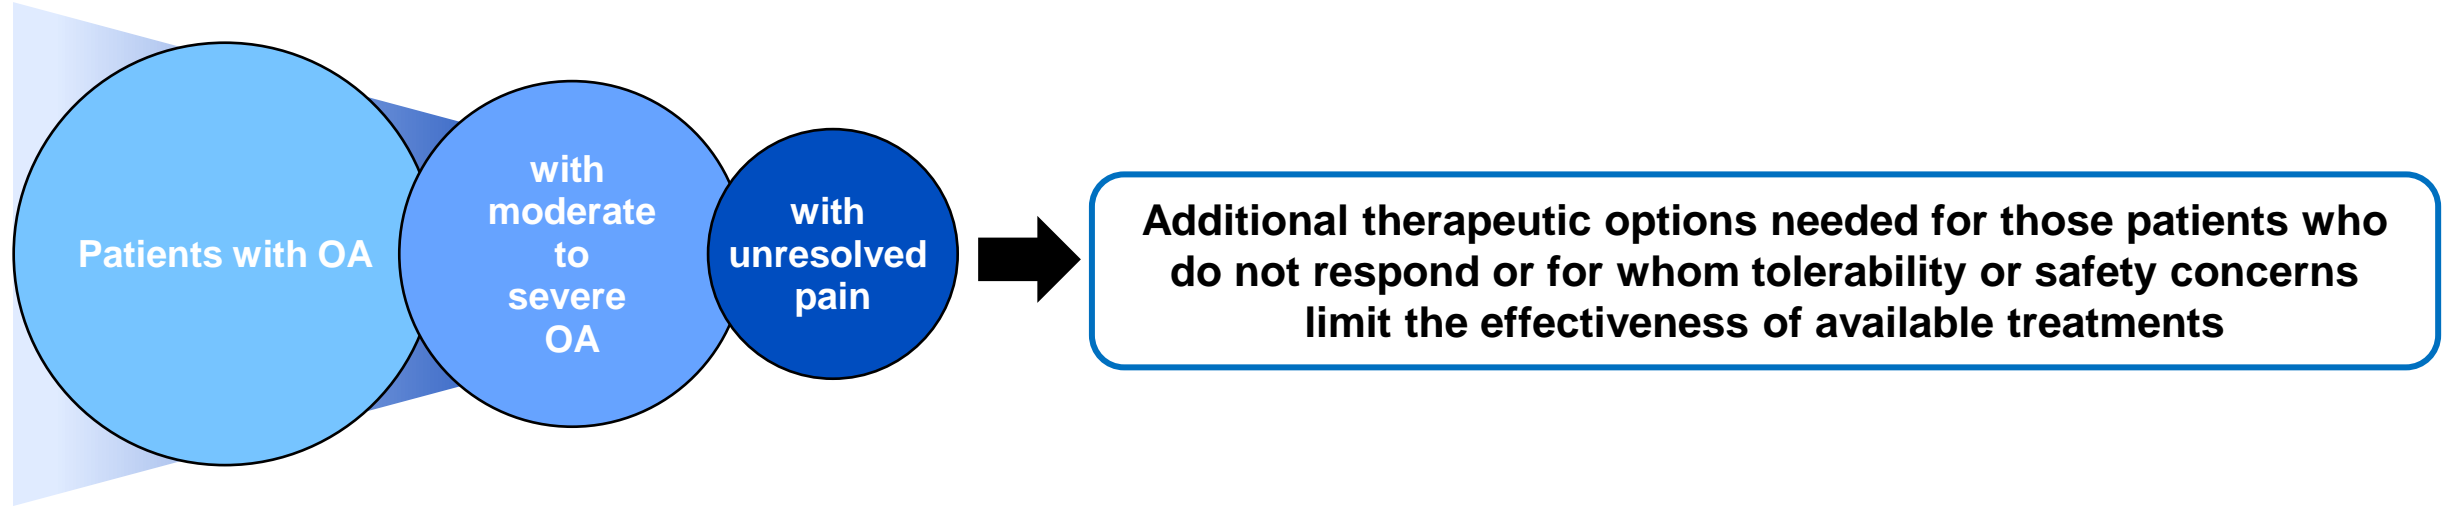 Patients with OA
with
moderate
to
severe
OA
with
unresolved
pain
Additional therapeutic options needed for those patients who
do not respond or for whom tolerability or safety concerns
limit the effectiveness of available treatments